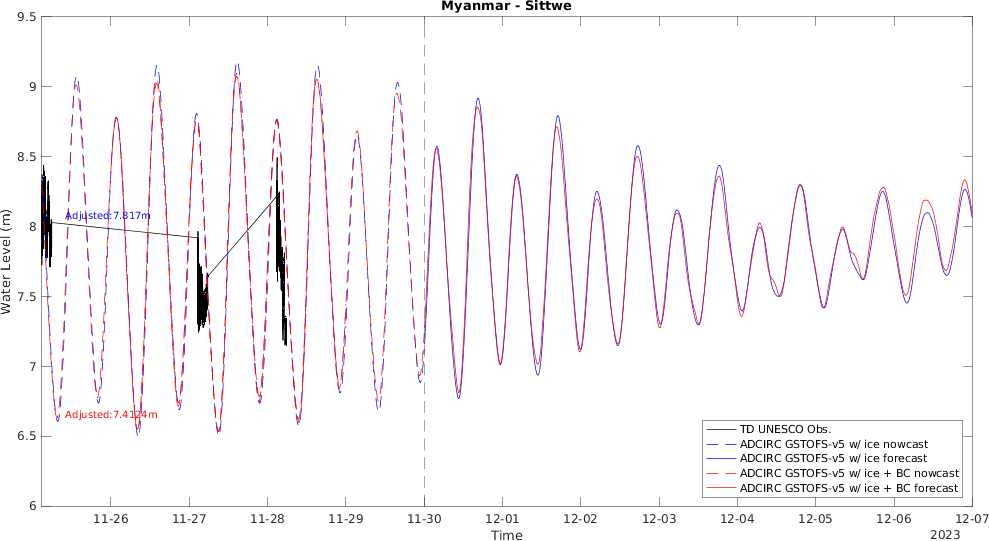 Myanmar - Sittwe
9.5
9
8.5
8
7.5
7
6.5
6
Water Level (m)
Adjusted:7.817m
Adjusted:7.4124m
TD UNESCO Obs.
ADCIRC GSTOFS-v5 w/ ice nowcast
ADCIRC GSTOFS-v5 w/ ice forecast
ADCIRC GSTOFS-v5 w/ ice + BC nowcast
ADCIRC GSTOFS-v5 w/ ice + BC forecast
11-26 11-27 11-28 11-29 11-30 12-01 12-02 12-03 12-04 12-05 12-06 12-07
Time
2023